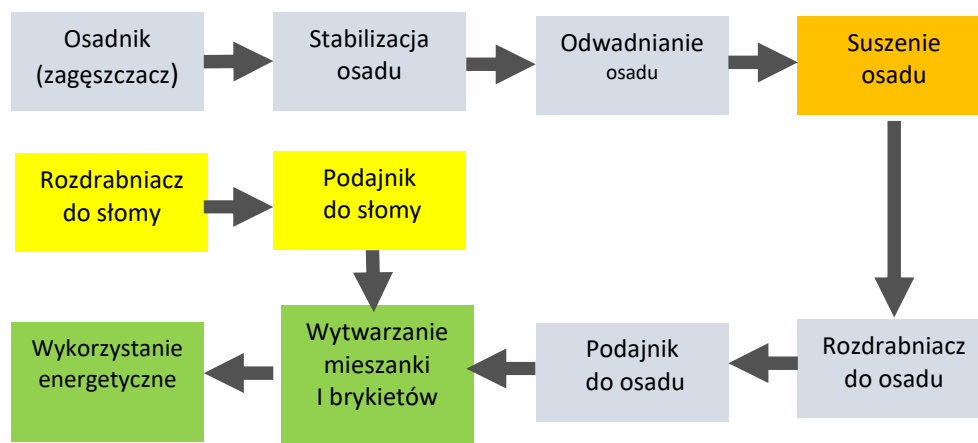 Osadnik
(zagęszczacz)
Stabilizacja
osadu
Odwadnianie
osadu
Suszenie
osadu
Rozdrabniacz
do słomy
Podajnik
do słomy
Wykorzystanie
energetyczne
Wytwarzanie
mieszanki
I brykietów
Podajnik
do osadu
Rozdrabniacz
do osadu